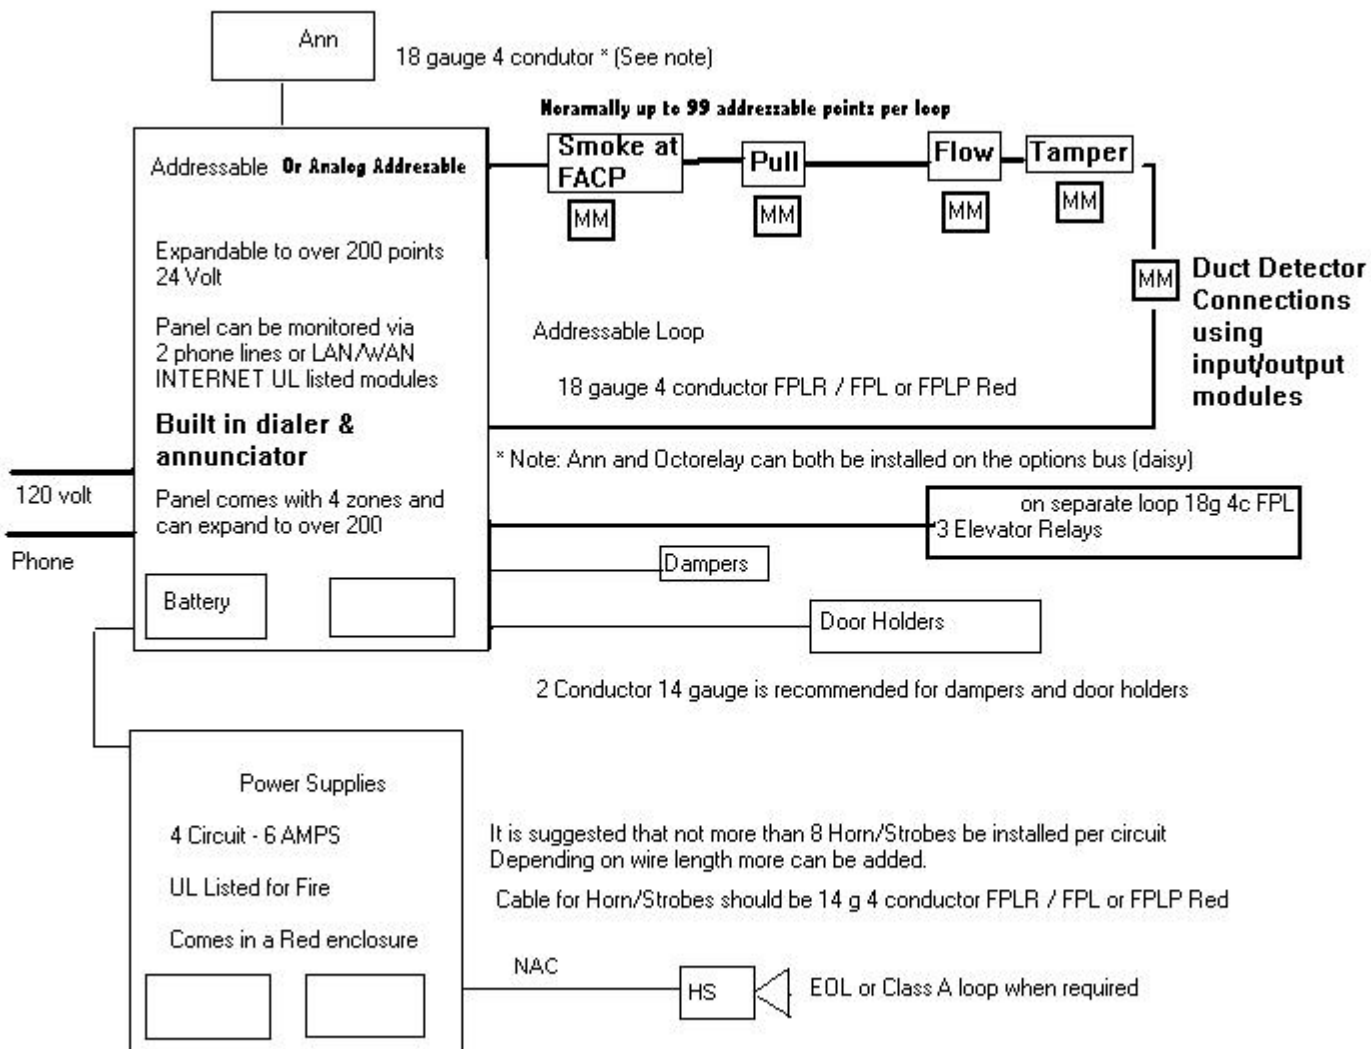 Ann
18 gauge 4 condutor * (See note)
Noramally up to 99 addressable points per loop
Addressable Or Analog Addrezable
Smoke at
FACP
Pull
Flow
Tamper
MM
MM
MM
MM
Expandable to over 200 points
24 Volt
MM
Duct Detector
Connections
using
input/output
modules
Panel can be monitored via
2 phone lines or LAN/WAN
INTERNET UL listed modules
Addressable Loop
18 gauge 4 conductor FPLR / FPL or FPLP Red
Built in dialer &
annunciator
* Note: Ann and Octorelay can both be installed on the options bus (daisy)
120 volt
Panel comes with 4 zones and
can expand to over 200
on separate loop 18g 4c FPL
3 Elevator Relays
Phone
Dampers
Battery
Door Holders
2 Conductor 14 gauge is recommended for dampers and door holders
Power Supplies
4 Circuit - 6 AMPS
UL Listed for Fire
Comes in a Red enclosure
It is suggested that not more than 8 Horn/Strobes be installed per circuit
Depending on wire length more can be added.
Cable for Horn/Strobes should be 14 g 4 conductor FPLR / FPL or FPLP Red
NAC
HS
EOL or Class A loop when required